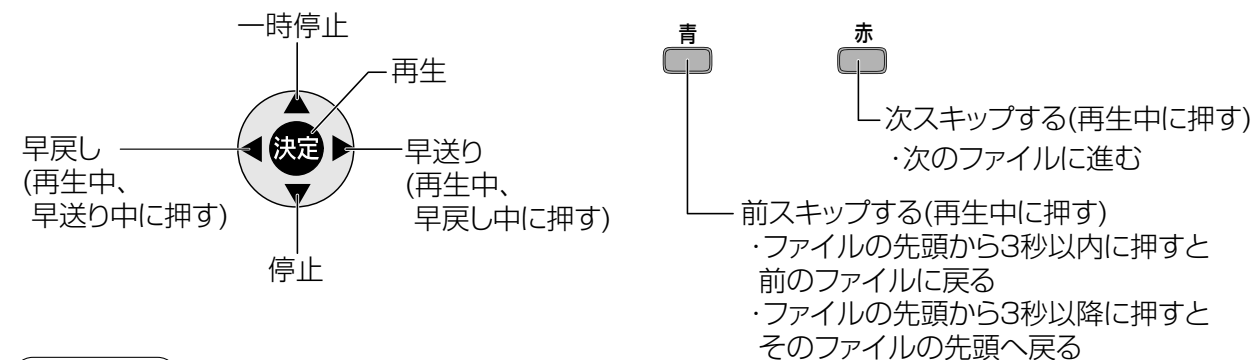 一時停止
再生
決定
早戻し
(再生中、
早送り中に押す)
早送り
(再生中、
早戻し中に押す)
停止
青
赤
次スキップする(再生中に押す)
・次のファイルに進む
前スキップする(再生中に押す)
・ファイルの先頭から3秒以内に押すと
前のファイルに戻る
・ファイルの先頭から3秒以降に押すと
そのファイルの先頭へ戻る